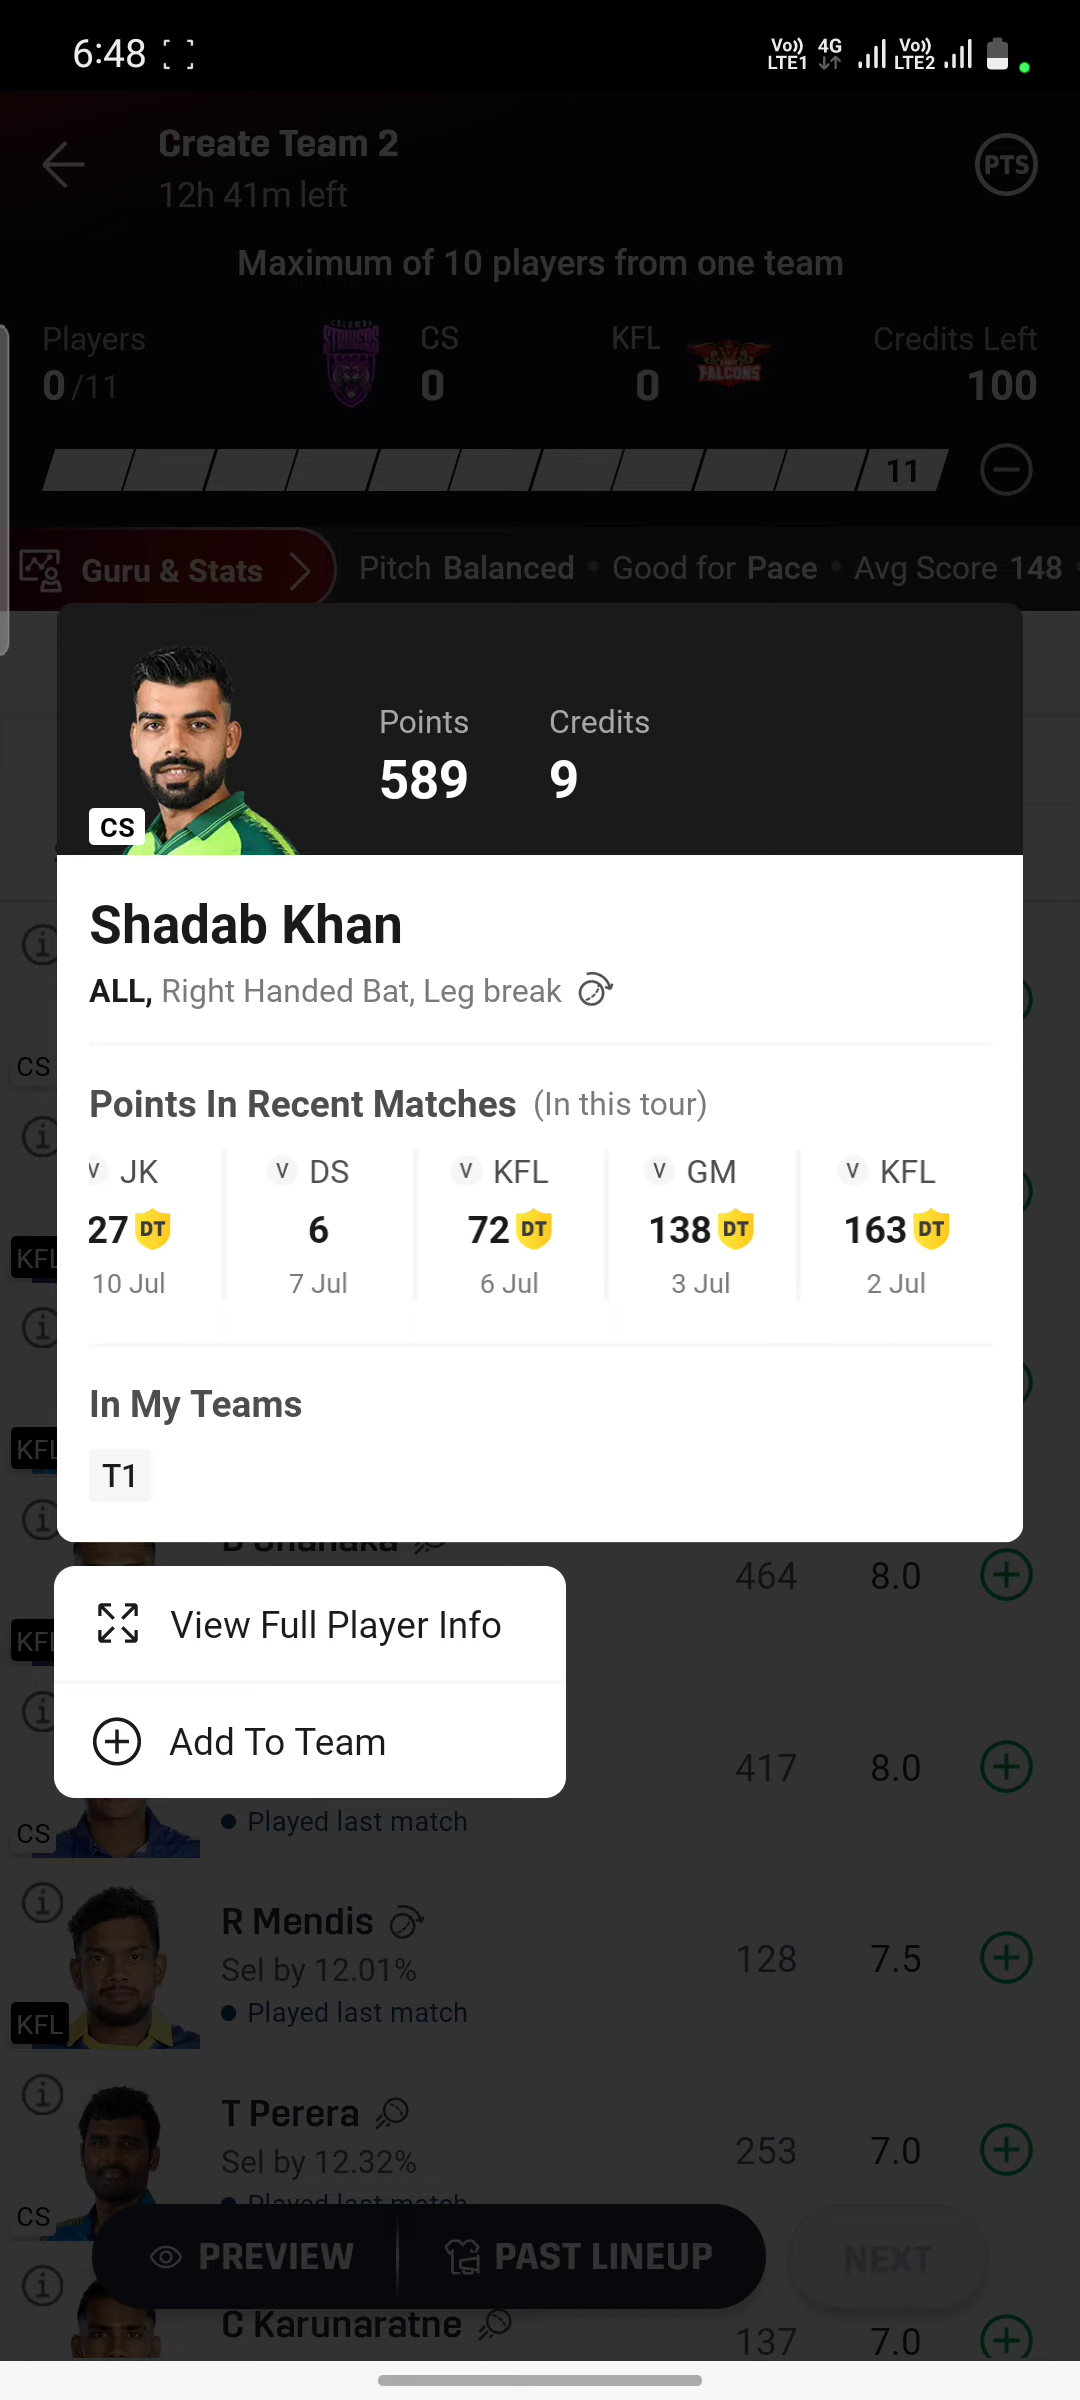 6:48
Vo)) LTE1 4G Vo)) LTE2
Create Team 2
12h 41m left
PTS
Maximum of 10 players from one team
Players
0/11
STRIKERS
CS
0
KFL
0
FALCONS
Credits Left
100
11
Guru & Stats
Pitch Balanced • Good for Pace • Avg Score 148
Points
589
Credits
9
CS
Shadab Khan
ALL, Right Handed Bat, Leg break
Points In Recent Matches (In this tour)
V JK
27 DT
10 Jul
V DS
6
7 Jul
V KFL
72 DT
6 Jul
V GM
138 DT
3 Jul
V KFL
163 DT
2 Jul
In My Teams
T1
CS
KFL
KFL
464 8.0
KFL
View Full Player Info
Add To Team
417 8.0
• Played last match
CS
R Mendis
Sel by 12.01%
• Played last match
128 7.5
KFL
T Perera
Sel by 12.32%
• Played last match
253 7.0
CS
PREVIEW
PAST LINEUP
NEXT
C Karunaratne
137 7.0